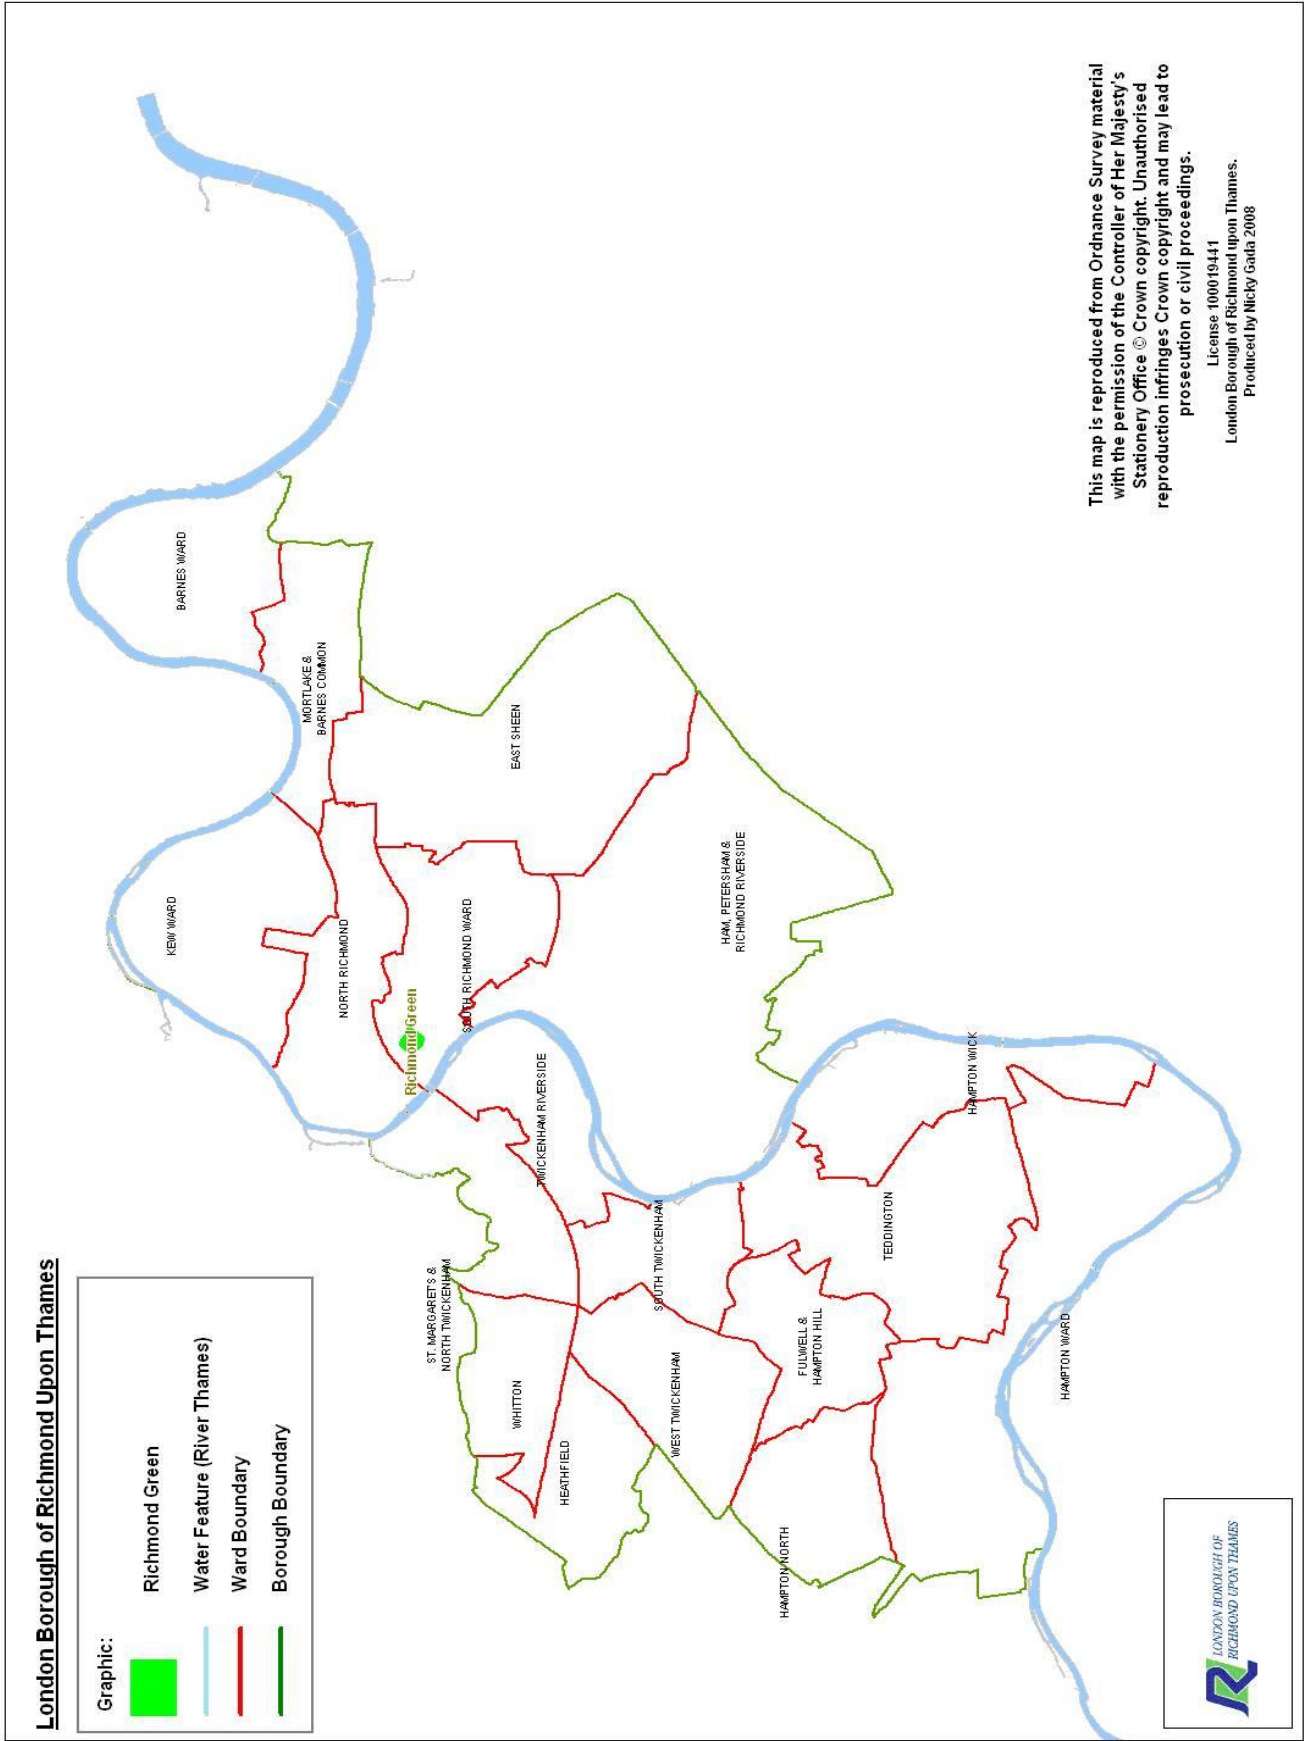 London Borough of Richmond Upon Thames
Graphic:
Richmond Green
Water Feature (River Thames)
Ward Boundary
Borough Boundary
BARNES WARD
MORTLAKE &
BARNES COMMON
KEW WARD
NORTH RICHMOND
EAST SHEEN
SOUTH RICHMOND WARD
Richmond Green
HAM, PETERSHAM &
RICHMOND RIVERSIDE
TWICKENHAM RIVERSIDE
ST. MARGARETS &
NORTH TWICKENHAM
SOUTH TWICKENHAM
WHITTON
HEATHFIELD
WEST TWICKENHAM
FULWELL &
HAMPTON HILL
TEDDINGTON
HAMPTON WICK
HAMPTON NORTH
HAMPTON WARD
This map is reproduced from Ordnance Survey material
with the permission of the Controller of Her Majesty's
Stationery Office © Crown copyright. Unauthorised
reproduction infringes Crown copyright and may lead to
prosecution or civil proceedings.
License 100019441
London Borough of Richmond upon Thames.
Produced by Nicky Gada 2008
LONDON BOROUGH OF
RICHMOND UPON THAMES